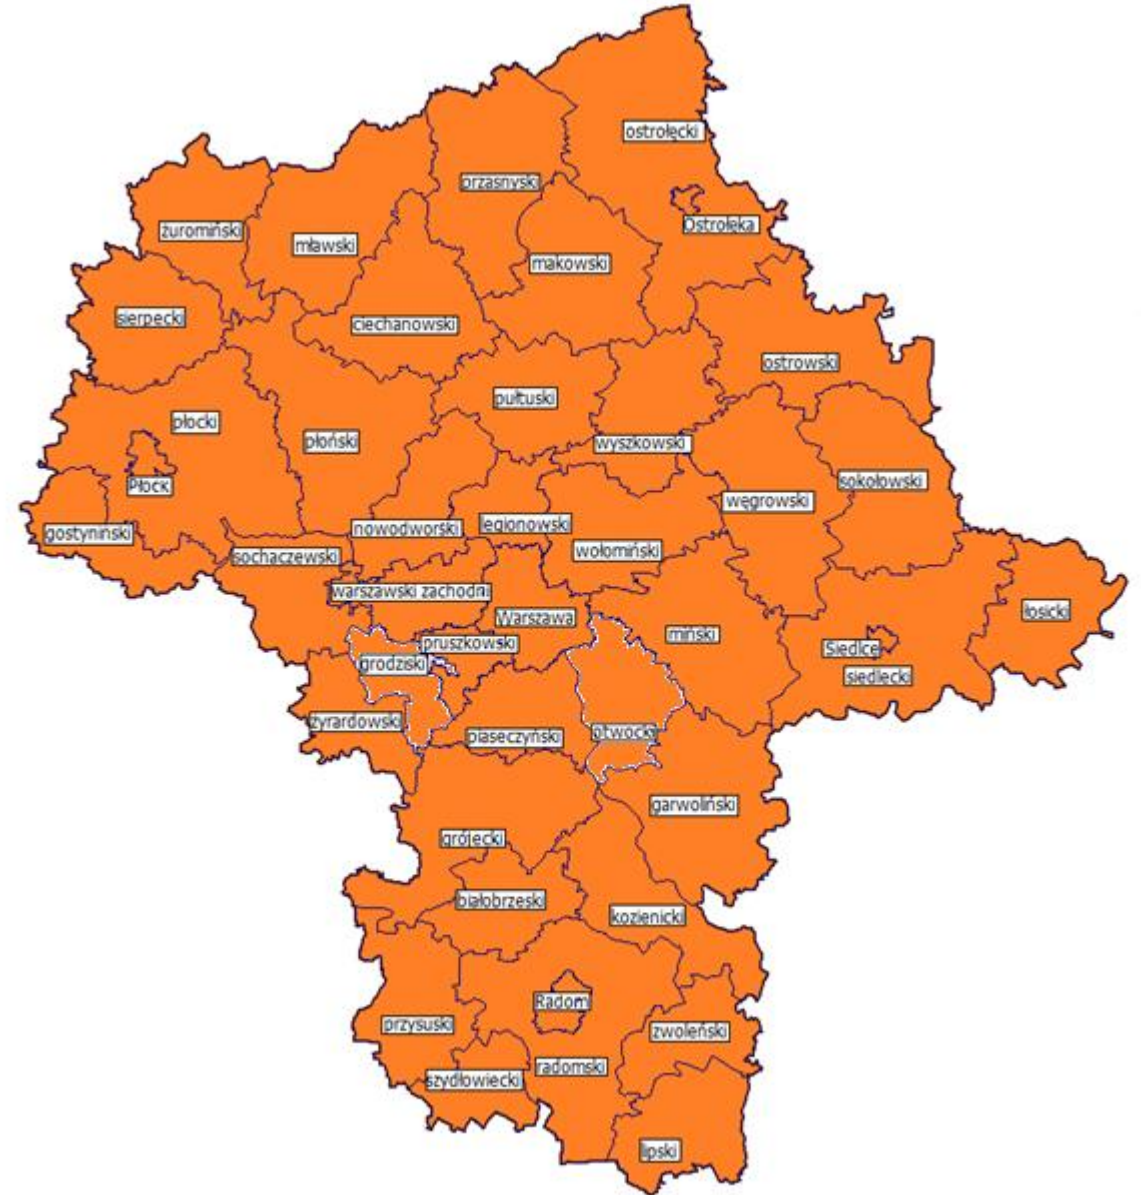 ostrołęcki
przasnyski
Ostrołęka
żuromiński
mławski
makowski
sierpecki
ciechanowski
ostrowski
pułtuski
płocki
płoński
wyszkowski
sokołowski
Płock
węgrowski
gostyniński
nowodworski
legionowski
sochaczewski
wołomiński
warszawski zachodni
łosicki
Warszawa
miński
pruszkowski
Siedlce
grodziski
siedlecki
żyrardowski
piaseczyński
otwocki
garwoliński
grójecki
białobrzeski
kozienicki
Radom
przysuski
zwoleński
radomski
szydłowiecki
lipski